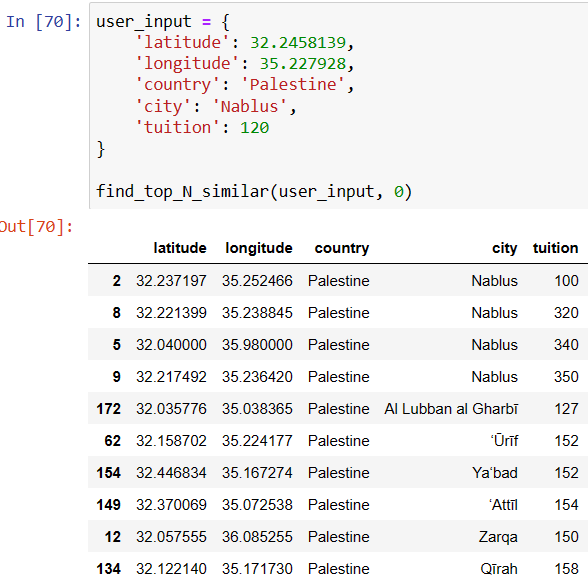 In [70]: user_input = {
    'latitude': 32.2458139,
    'longitude': 35.227928,
    'country': 'Palestine',
    'city': 'Nablus',
    'tuition': 120
}
find_top_N_similar(user_input, 0)
Out[70]:
latitude longitude country city tuition
2 32.237197 35.252466 Palestine Nablus 100
8 32.221399 35.238845 Palestine Nablus 320
5 32.040000 35.980000 Palestine Nablus 340
9 32.217492 35.236420 Palestine Nablus 350
172 32.035776 35.038365 Palestine Al Lubban al Gharbī 127
62 32.158702 35.224177 Palestine ‘Ūrīf 152
154 32.446834 35.167274 Palestine Ya‘bad 152
149 32.370069 35.072538 Palestine ‘Attīl 154
12 32.057555 36.085255 Palestine Zarqa 150
134 32.122140 35.171730 Palestine Qīrah 158